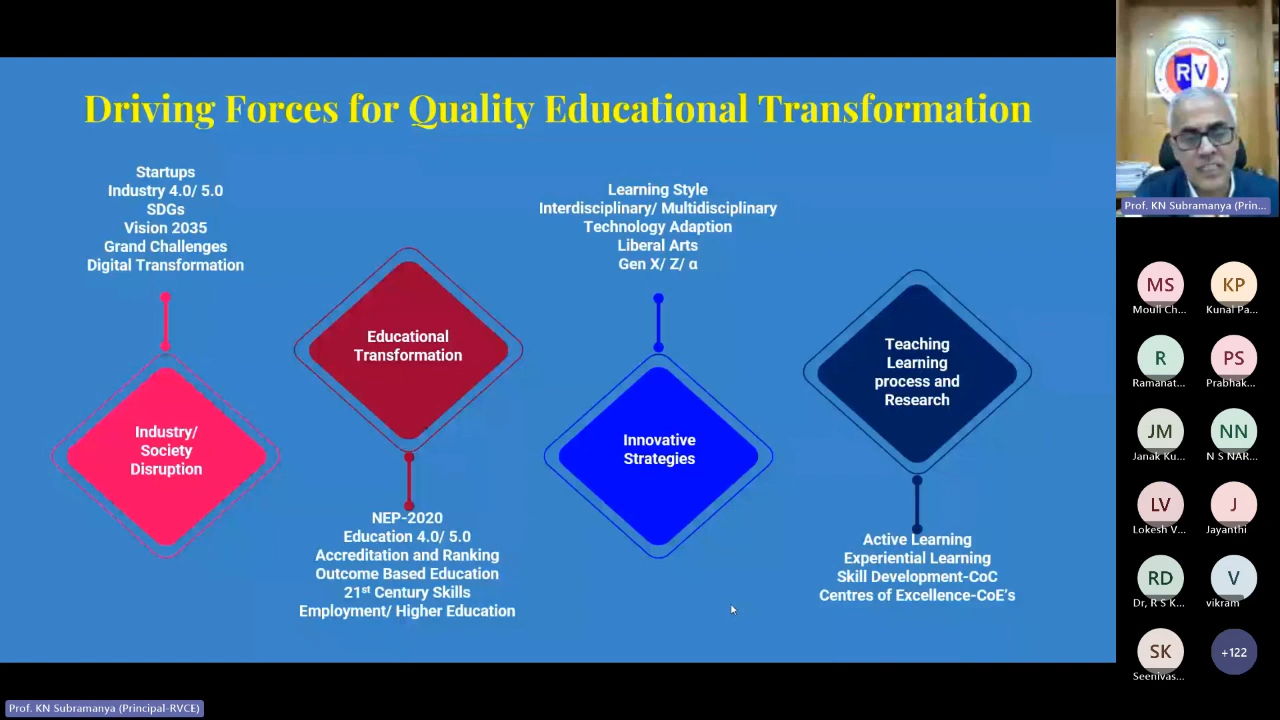 Driving Forces for Quality Educational Transformation
Startups
Industry 4.0/ 5.0
SDGs
Vision 2035
Grand Challenges
Digital Transformation
Industry/
Society
Disruption
Educational
Transformation
NEP-2020
Education 4.0/ 5.0
Accreditation and Ranking
Outcome Based Education
21st Century Skills
Employment/ Higher Education
Learning Style
Interdisciplinary/ Multidisciplinary
Technology Adaption
Liberal Arts
Gen X/ Z/ α
Innovative
Strategies
Teaching
Learning
process and
Research
Active Learning
Experiential Learning
Skill Development-CoC
Centres of Excellence-CoE's
RV
Prof. KN Subramanya (Prin...
MS
Mouli Ch...
KP
Kunal Pa...
R
Ramanat...
PS
Prabhak...
JM
Janak Ku...
NN
N S NAR...
LV
Lokesh V...
J
Jayanthi
RD
Dr, R S K...
V
vikram
SK
Seenivas...
+122
Prof. KN Subramanya (Principal-RVCE)